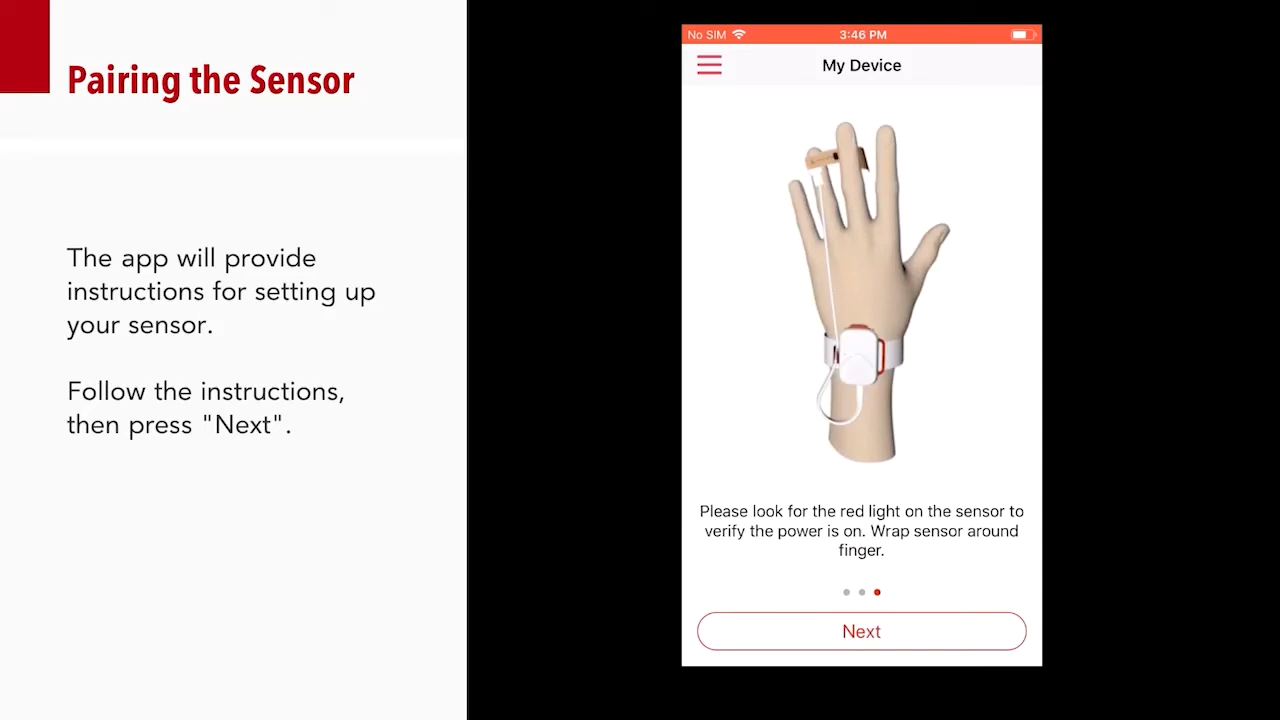 Pairing the Sensor
The app will provide
instructions for setting up
your sensor.
Follow the instructions,
then press "Next".
No SIM
3:46 PM
My Device
Please look for the red light on the sensor to
verify the power is on. Wrap sensor around
finger.
Next